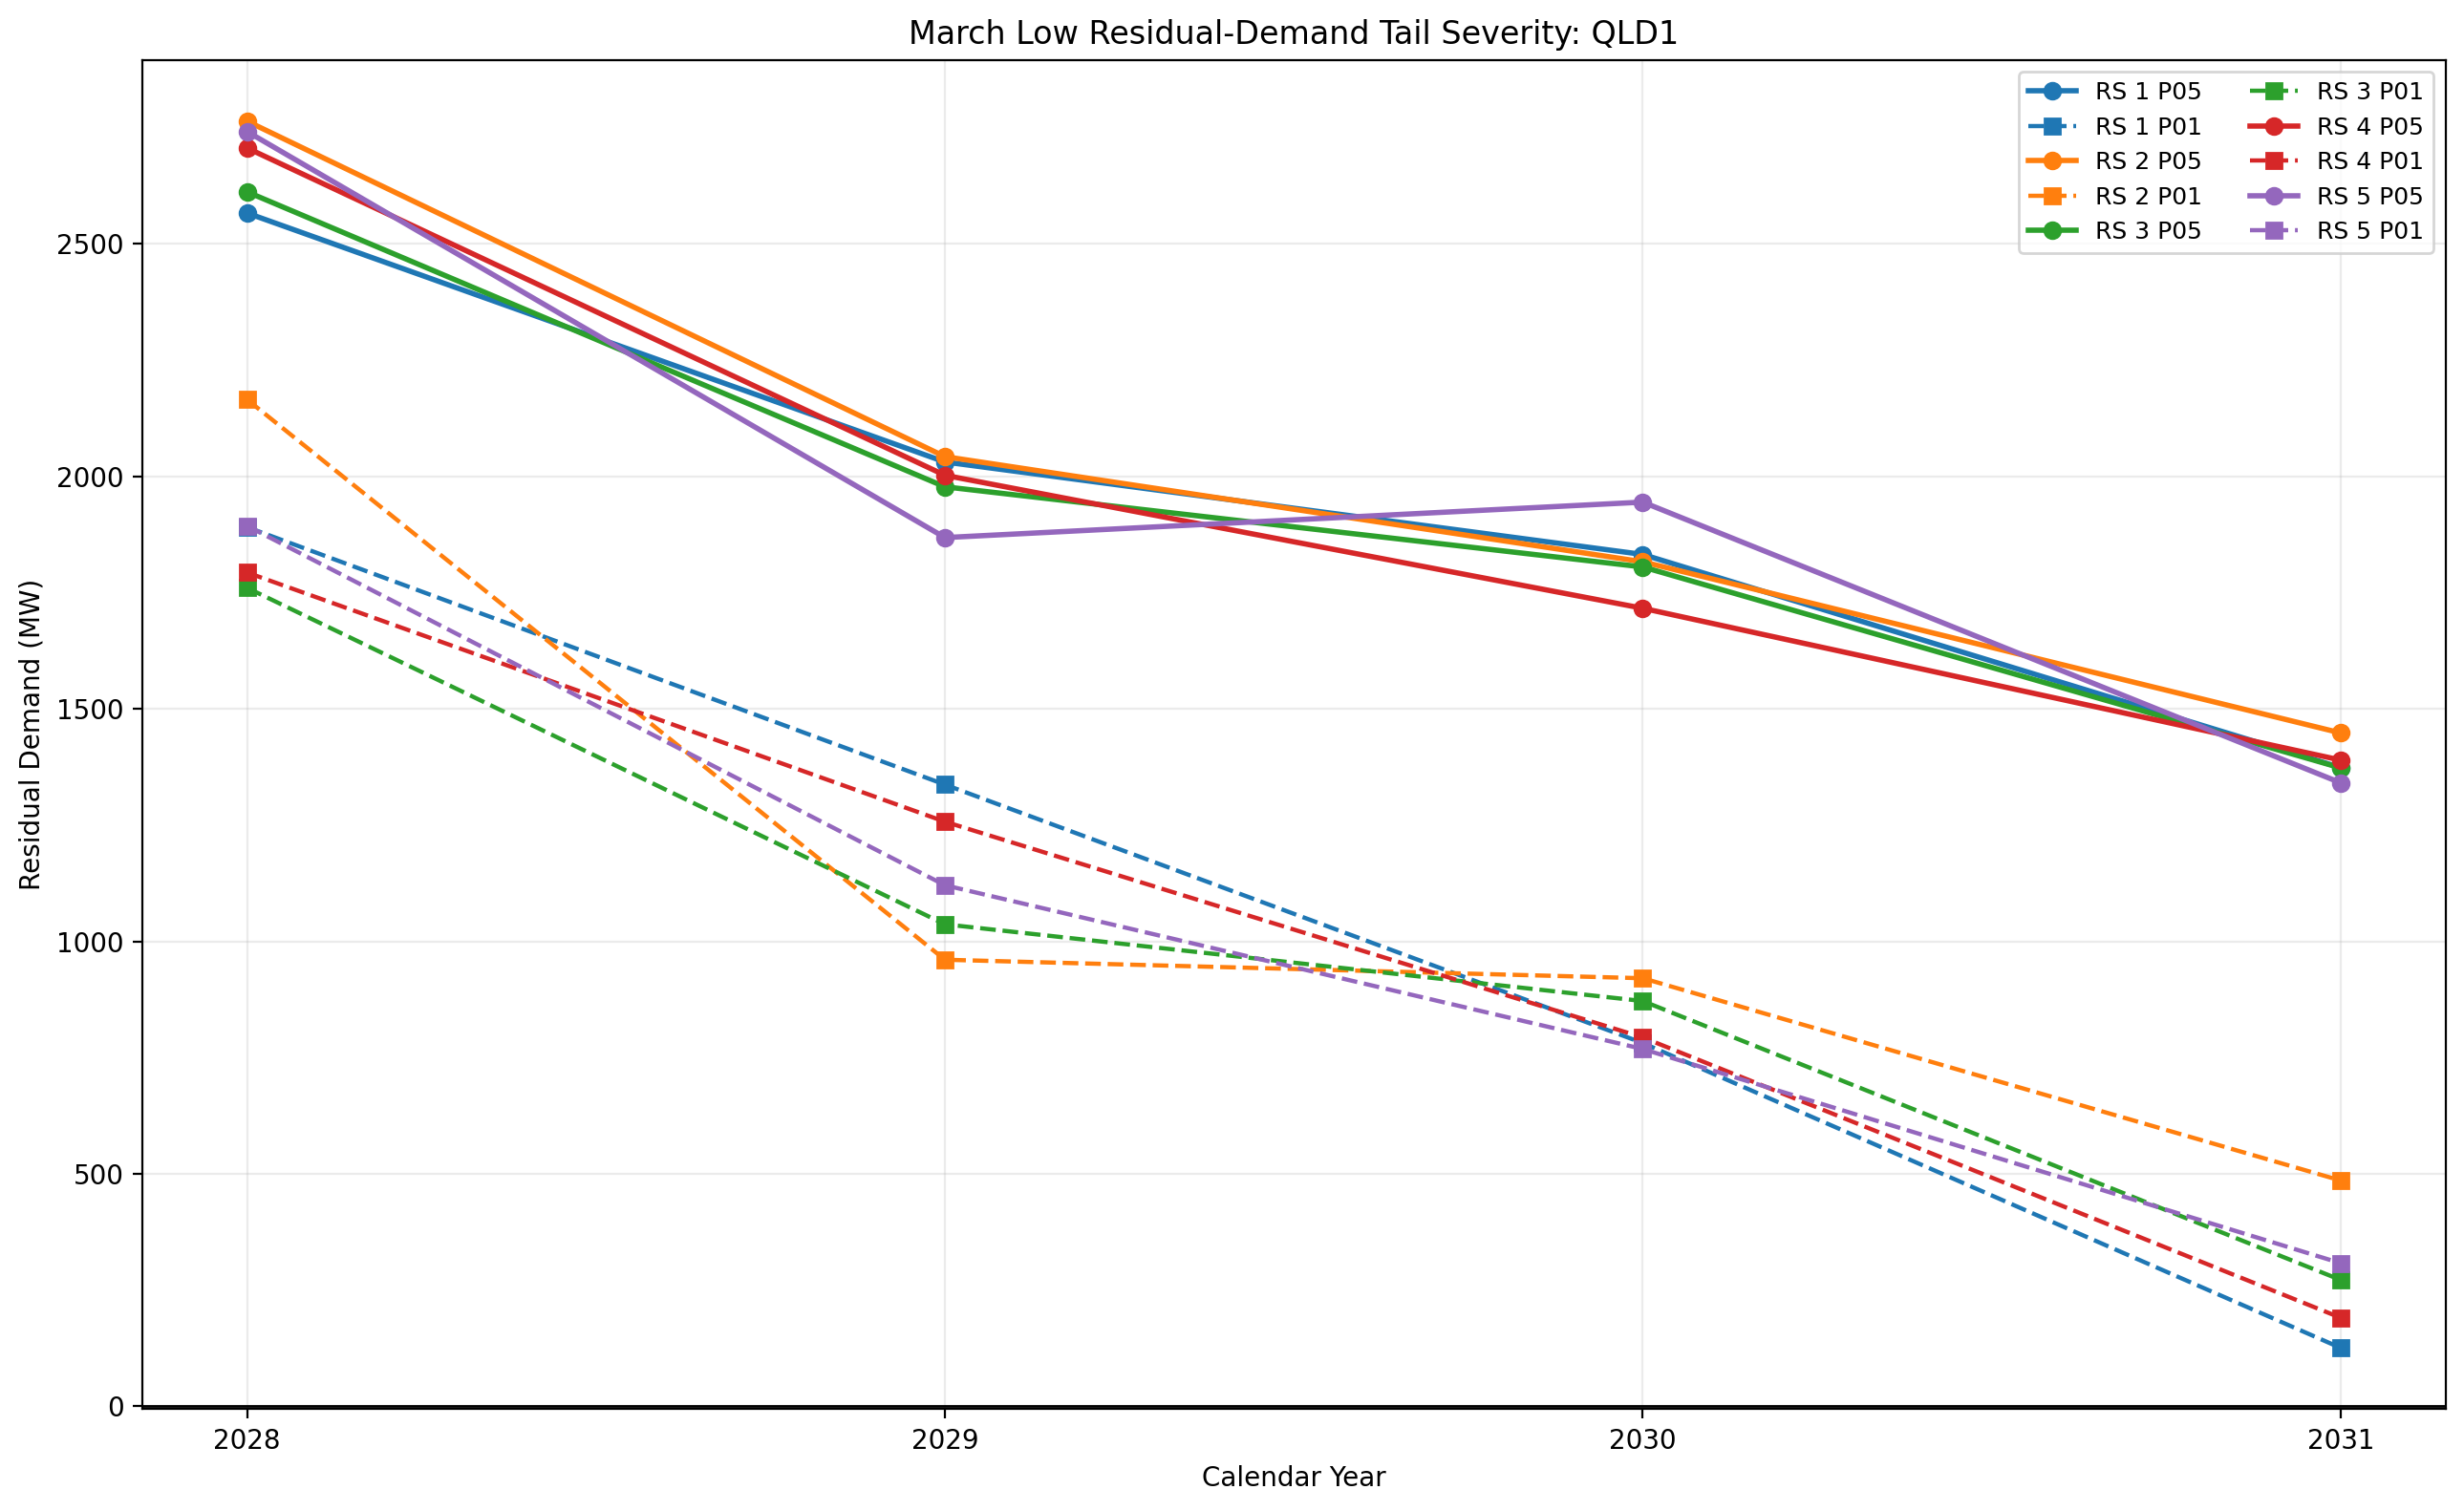 March Low Residual-Demand Tail Severity: QLD1
RS 1 P05
RS 1 P01
RS 2 P05
RS 2 P01
RS 3 P05
RS 3 P01
RS 4 P05
RS 4 P01
RS 5 P05
RS 5 P01
Residual Demand (MW)
2500
2000
1500
1000
500
0
2028 2029 2030 2031
Calendar Year